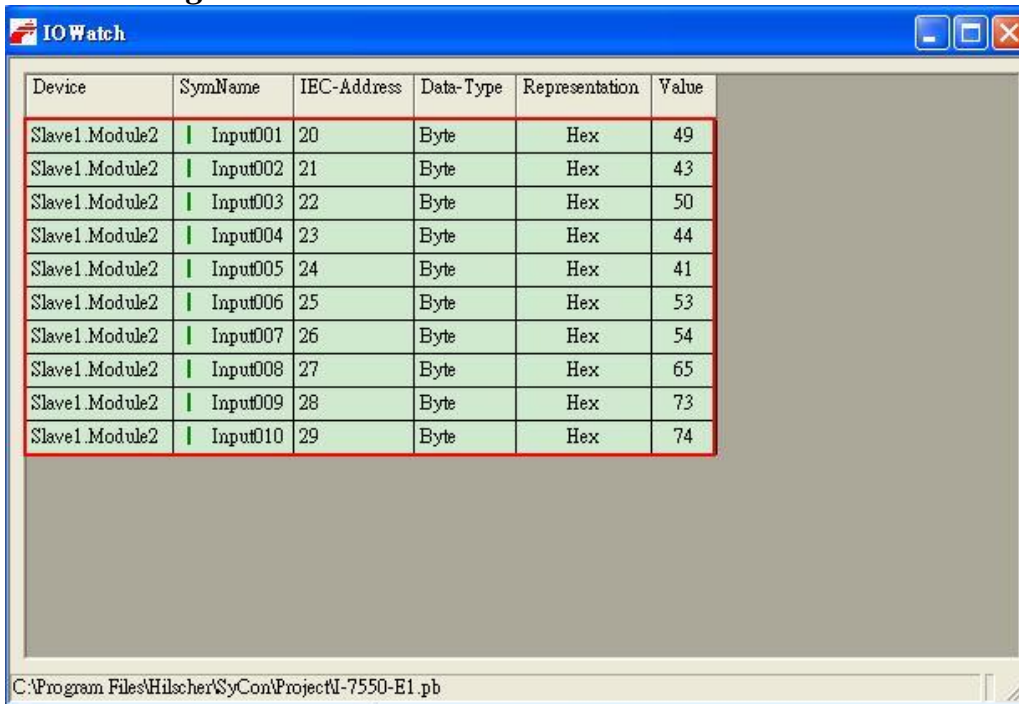 IO Watch
Device SymName IEC-Address Data-Type Representation Value
Slave1.Module2 Input001 20 Byte Hex 49
Slave1.Module2 Input002 21 Byte Hex 43
Slave1.Module2 Input003 22 Byte Hex 50
Slave1.Module2 Input004 23 Byte Hex 44
Slave1.Module2 Input005 24 Byte Hex 41
Slave1.Module2 Input006 25 Byte Hex 53
Slave1.Module2 Input007 26 Byte Hex 54
Slave1.Module2 Input008 27 Byte Hex 65
Slave1.Module2 Input009 28 Byte Hex 73
Slave1.Module2 Input010 29 Byte Hex 74
C:\Program Files\Hilscher\SyCon\Project\I-7550-E1.pb